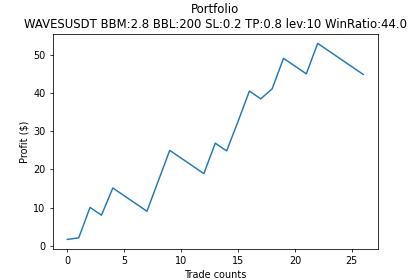 Portfolio
WAVESUSDT BBM:2.8 BBL:200 SL:0.2 TP:0.8 lev:10 WinRatio:44.0
Profit ($)
50
40
30
20
10
0
0 5 10 15 20 25
Trade counts